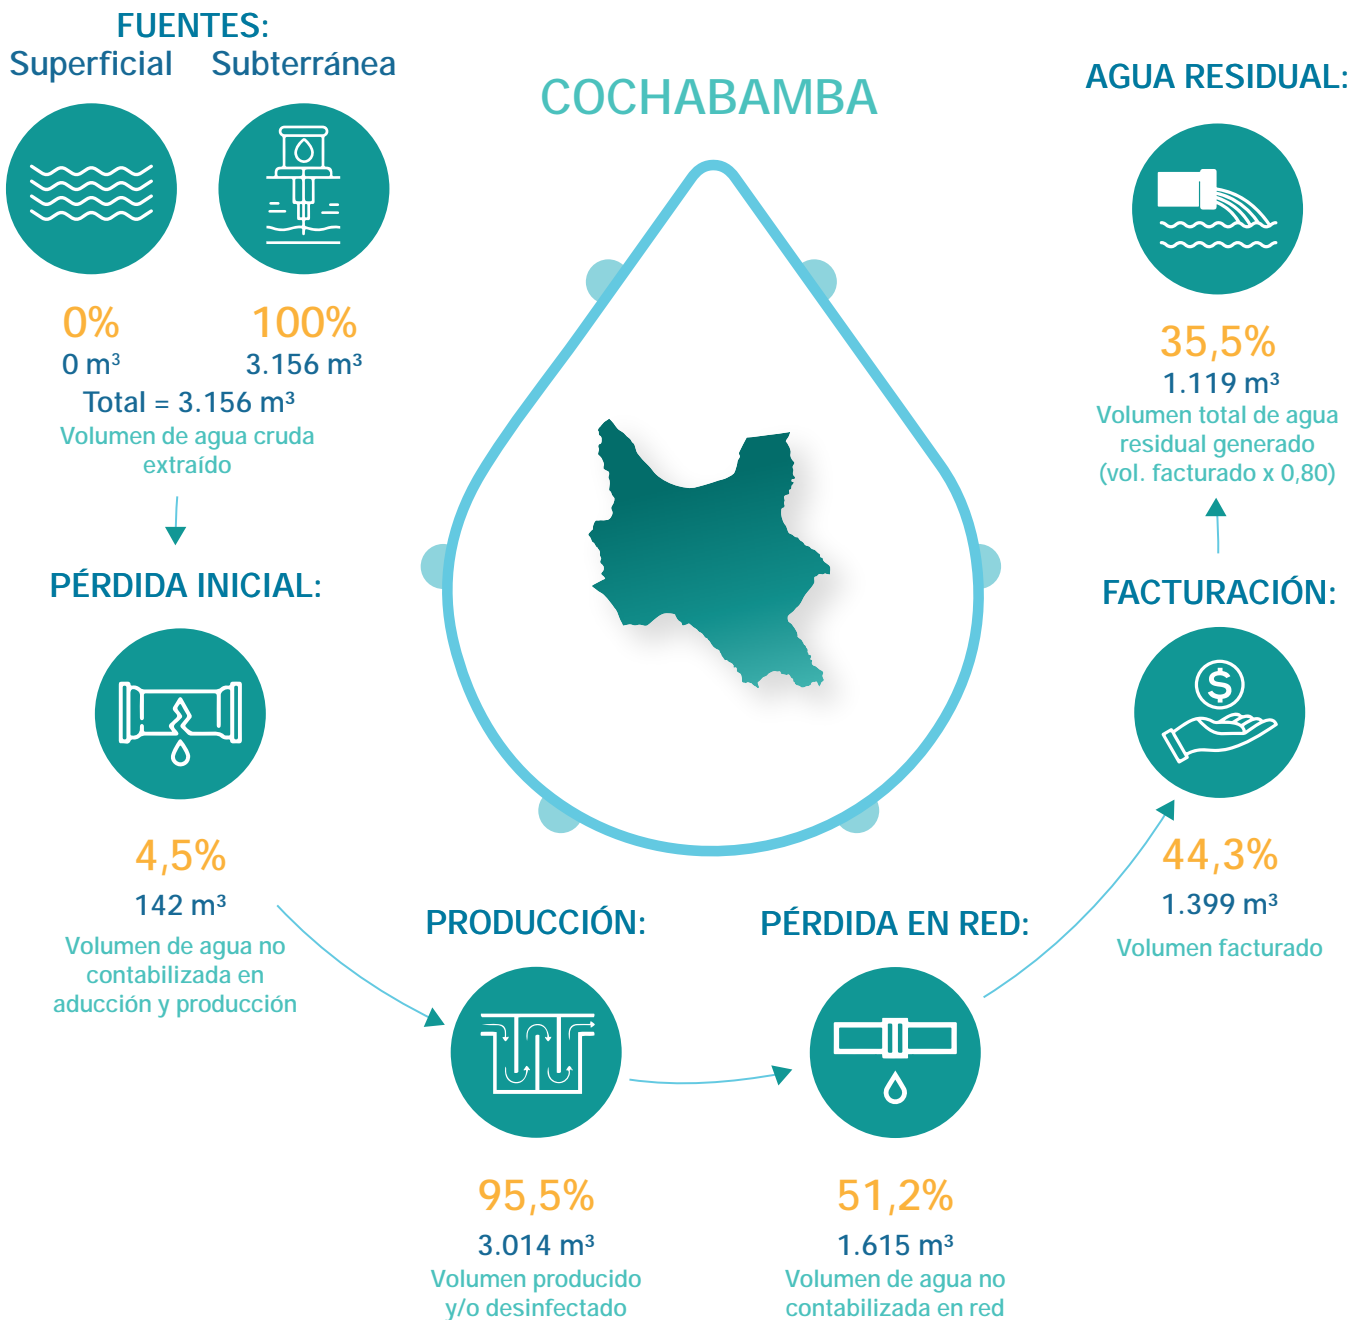 FUENTES:
Superficial Subterránea
0% 100%
0 m³ 3.156 m³
Total = 3.156 m³
Volumen de agua cruda
extraído
PÉRDIDA INICIAL:
4,5%
142 m³
Volumen de agua no
contabilizada en
aducción y producción
COCHABAMBA
PRODUCCIÓN:
95,5%
3.014 m³
Volumen producido
y/o desinfectado
PÉRDIDA EN RED:
51,2%
1.615 m³
Volumen de agua no
contabilizada en red
FACTURACIÓN:
$
44,3%
1.399 m³
Volumen facturado
AGUA RESIDUAL:
35,5%
1.119 m³
Volumen total de agua
residual generado
(vol. facturado x 0,80)